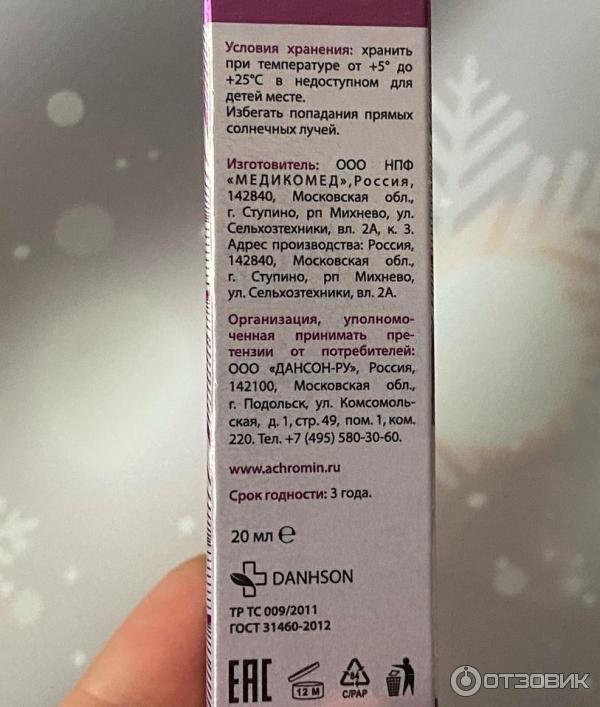 Условия хранения: хранить
при температуре от +5° до
+25°С в недоступном для
детей месте.
Избегать попадания прямых
солнечных лучей.
Изготовитель: ООО НПФ
«МЕДИКОМЕД», Россия,
142840, Московская обл.,
г. Ступино, рп Михнево, ул.
Сельхозтехники, вл. 2А, к. 3.
Адрес производства: Россия,
142840, Московская обл.,
г. Ступино, рп Михнево,
ул. Сельхозтехники, вл. 2А.
Организация, уполномо-
ченная принимать пре-
тензии от потребителей:
ООО «ДАНСОН-РУ», Россия,
142100, Московская обл.,
г. Подольск, ул. Комсомоль-
ская, д. 1, стр. 49, пом. 1, ком.
220. Тел. +7 (495) 580-30-60.
www.achromin.ru
Срок годности: 3 года.
20 мл ℮
DANHSON
ТР ТС 009/2011
ГОСТ 31460-2012
EAC
12 M
84
C/PAP
ОТЗОВИК